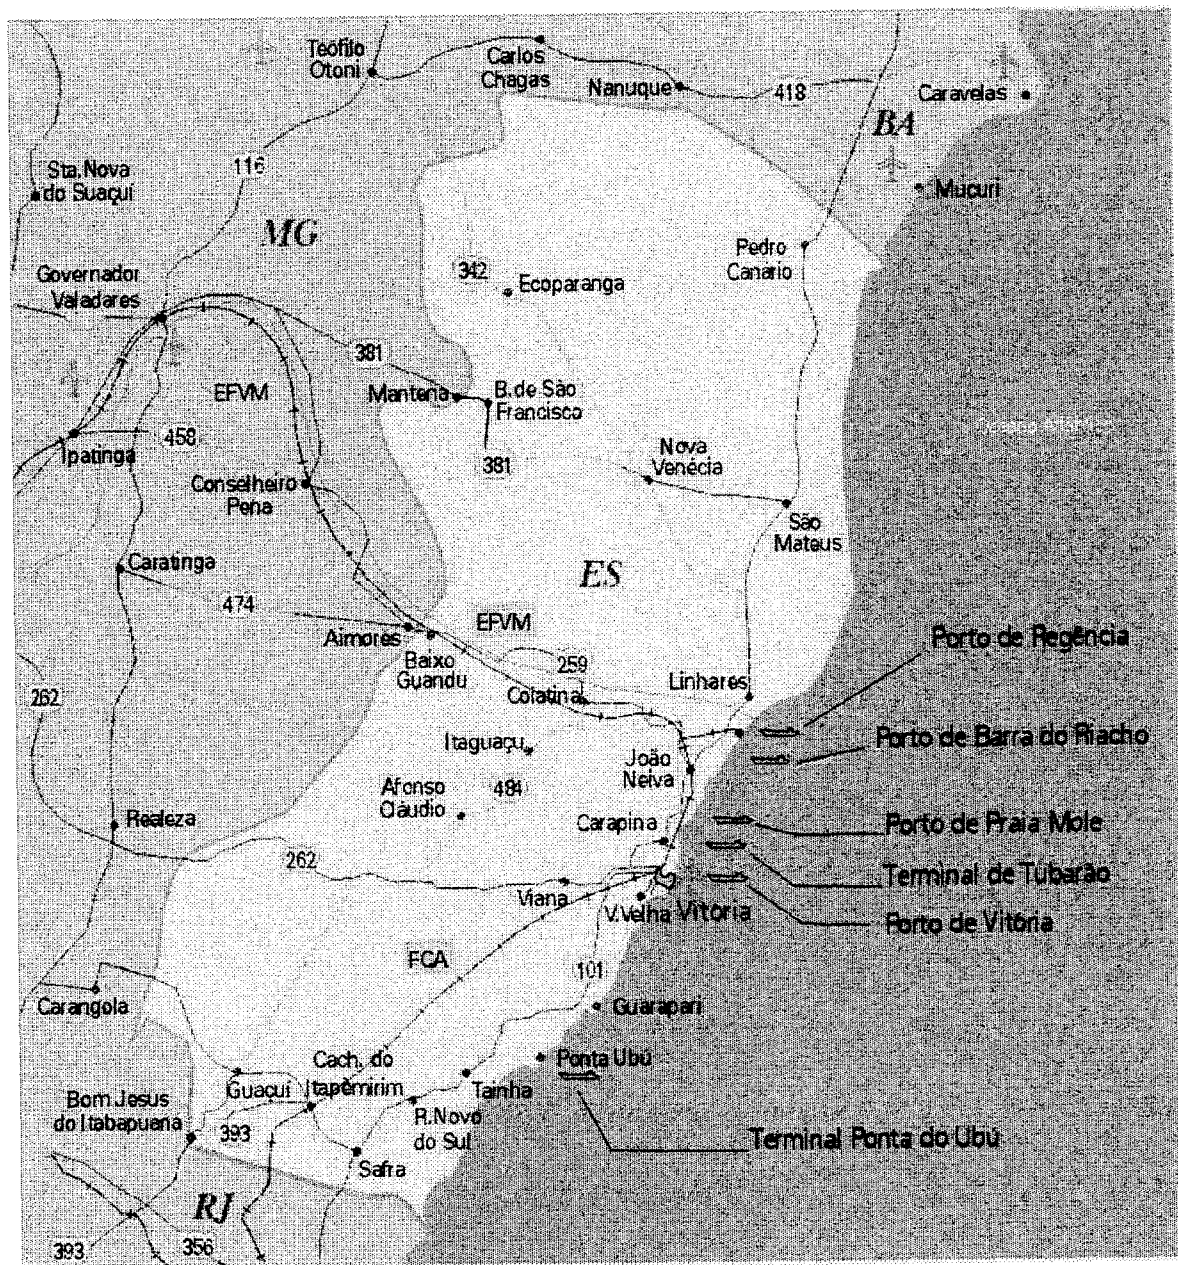 Teófilo
Otoni
Carlos
Chagas
Nanuque
418
Caravelas
BA
Mucuri
116
Sta. Nova
do Suaçuí
MG
Pedro
Canario
Governador
Valadares
342
Ecoparanga
381
EFVM
Mantena
B. de São
Francisco
458
Ipatinga
381
Nova
Venécia
Conselheiro
Pena
São
Mateus
Caratinga
474
ES
Aimores
EFVM
Baixo
Guandu
259
Colatina
Linhares
Porto de Regência
262
Itaguaçu
João
Neiva
Porto de Barra do Riacho
Afonso
Cláudio
484
Realeza
Carapina
Porto de Praia Mole
262
Viana
Terminal de Tubarão
V.Velha
Vitória
Porto de Vitória
FCA
101
Carangola
Guarapari
Ponta Ubú
Guaçuí
Cach. do
Itapêmirim
Tainha
Bom Jesus
do Itabapuana
393
R.Novo
do Sul
Safra
Terminal Ponta do Ubú
RJ
393
356